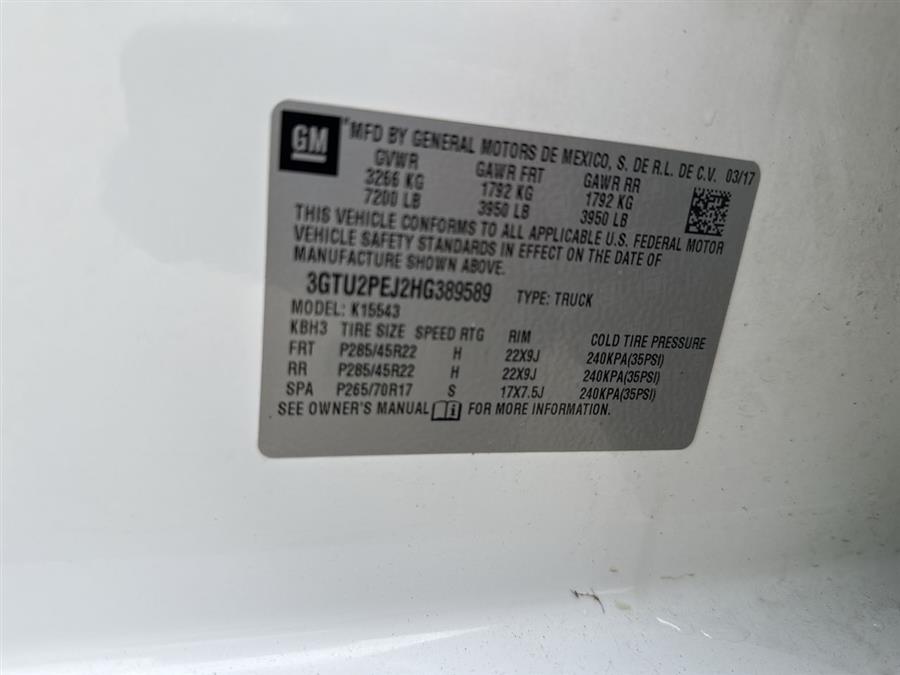 GM
*MFD BY GENERAL MOTORS DE MEXICO, S. DE R.L. DE C.V. 03/17
GVWR GAWR FRT GAWR RR
3266 KG 1792 KG 1792 KG
7200 LB 3950 LB 3950 LB
THIS VEHICLE CONFORMS TO ALL APPLICABLE U.S. FEDERAL MOTOR
VEHICLE SAFETY STANDARDS IN EFFECT ON THE DATE OF
MANUFACTURE SHOWN ABOVE.
3GTU2PEJ2HG389589 TYPE: TRUCK
MODEL: K15543
KBH3 TIRE SIZE SPEED RTG RIM COLD TIRE PRESSURE
FRT P285/45R22 H 22X9J 240KPA(35PSI)
RR P285/45R22 H 22X9J 240KPA(35PSI)
SPA P265/70R17 S 17X7.5J 240KPA(35PSI)
SEE OWNER'S MANUAL i FOR MORE INFORMATION.